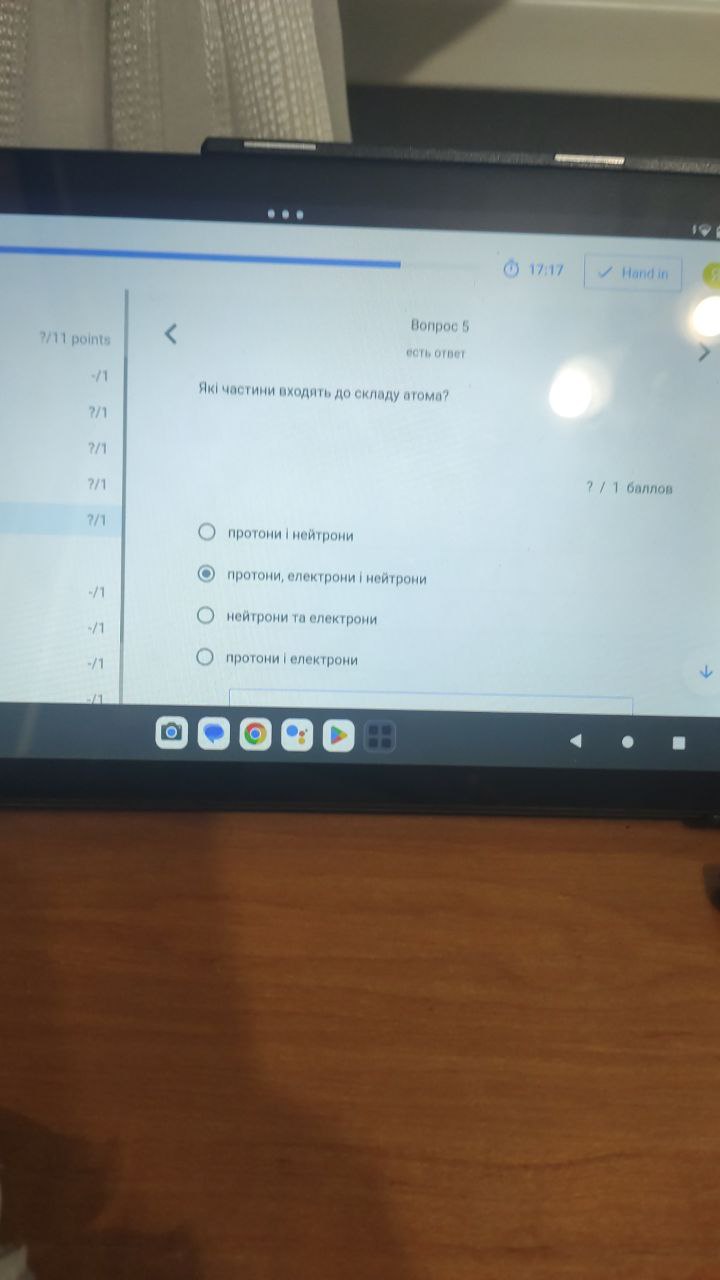 17:17
Hand in
?/11 points
-/1
?/1
?/1
?/1
?/1
-/1
-/1
-/1
-/1
Вопрос 5
есть ответ
Які частини входять до складу атома?
? / 1 баллов
протони і нейтрони
протони, електрони і нейтрони
нейтрони та електрони
протони і електрони